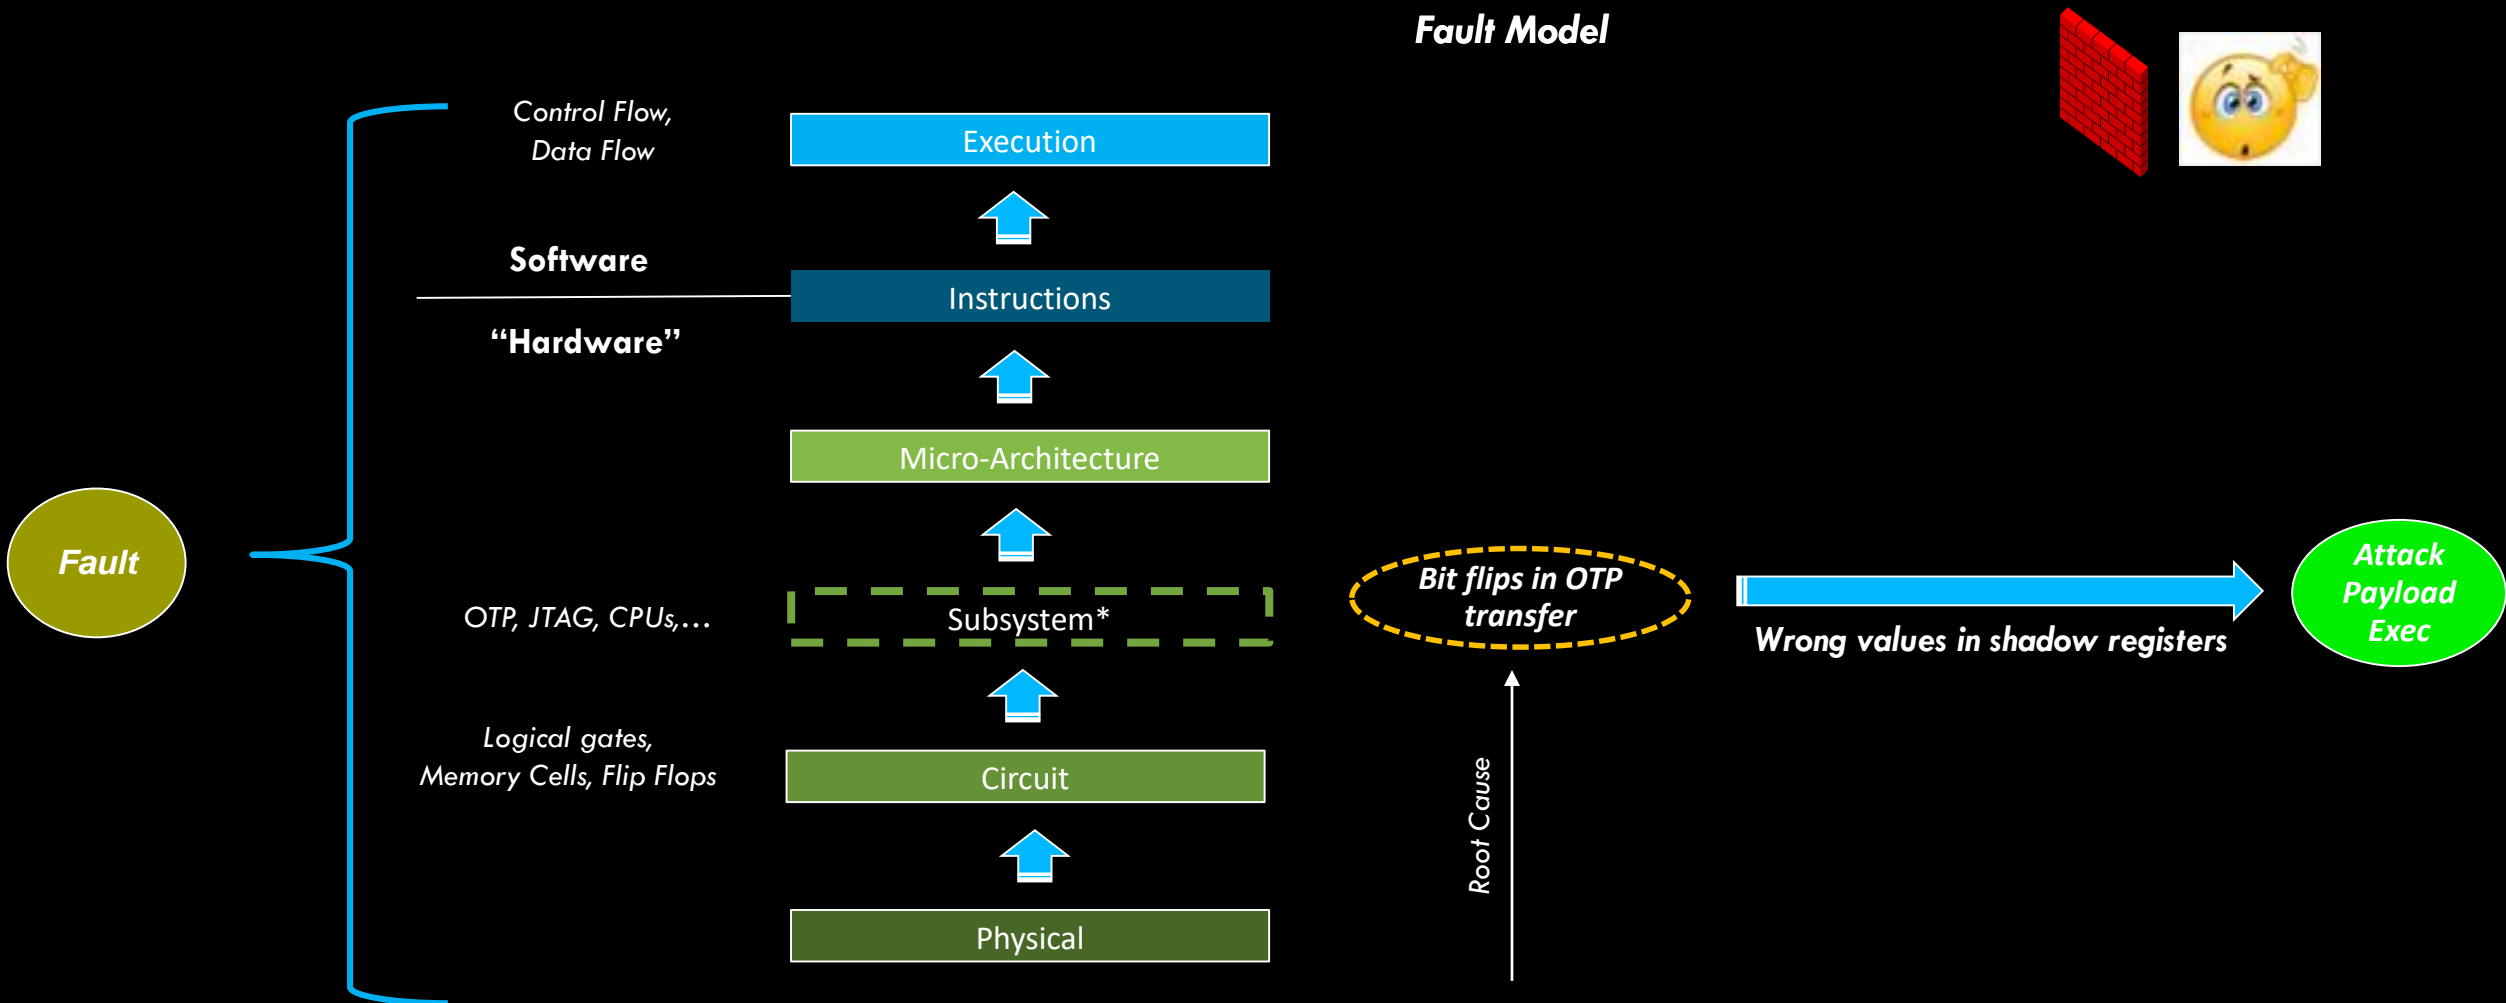 Fault Model
Control Flow,
Data Flow
Execution
Software
Instructions
“Hardware”
Micro-Architecture
Fault
OTP, JTAG, CPUs,...
Subsystem*
Bit flips in OTP
transfer
Wrong values in shadow registers
Attack
Payload
Exec
Logical gates,
Memory Cells, Flip Flops
Circuit
Root Cause
Physical